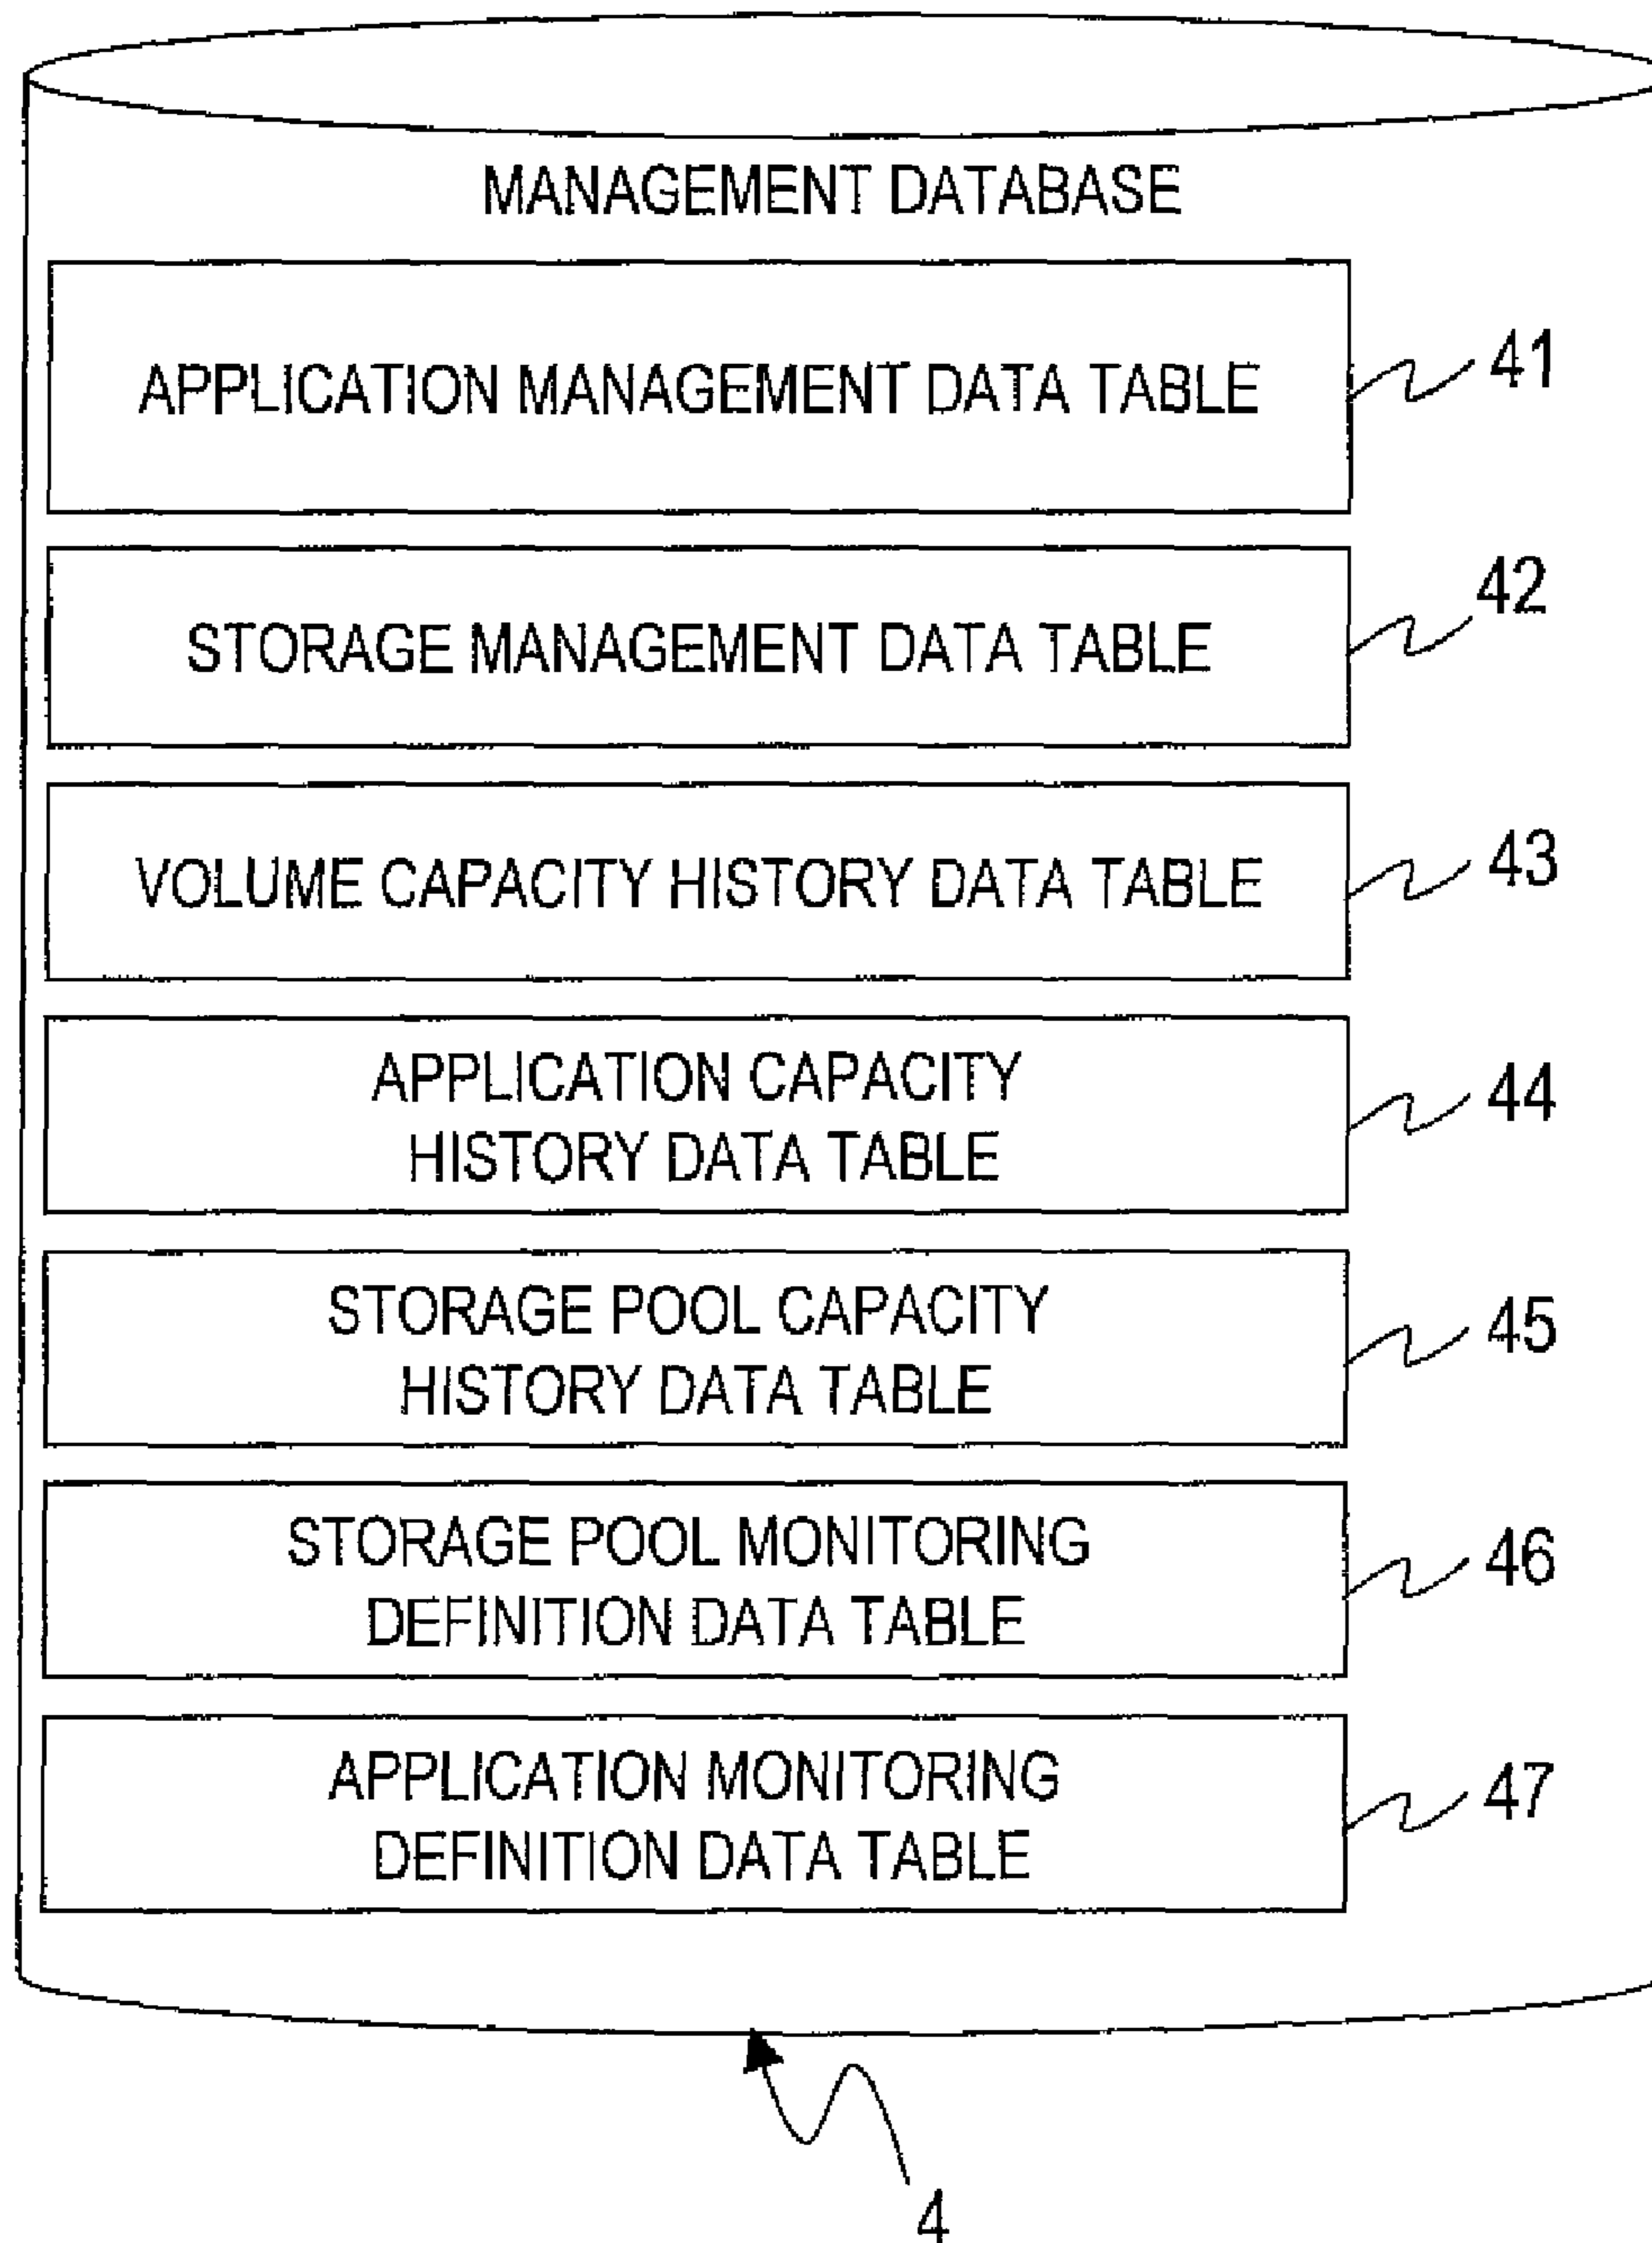 MANAGEMENT DATABASE
APPLICATION MANAGEMENT DATA TABLE
41
STORAGE MANAGEMENT DATA TABLE
42
VOLUME CAPACITY HISTORY DATA TABLE
43
APPLICATION CAPACITY
HISTORY DATA TABLE
44
STORAGE POOL CAPACITY
HISTORY DATA TABLE
45
STORAGE POOL MONITORING
DEFINITION DATA TABLE
46
APPLICATION MONITORING
DEFINITION DATA TABLE
47
4